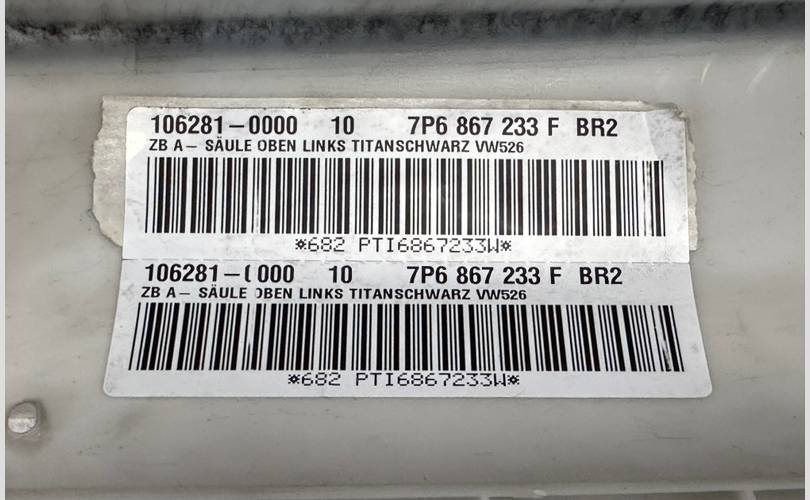 106281-0000 10 7P6 867 233 F BR2
ZB A- SÄULE OBEN LINKS TITANSCHWARZ VW526
*682 PTI6867233W*
106281-0000 10 7P6 867 233 F BR2
ZB A- SÄULE OBEN LINKS TITANSCHWARZ VW526
*682 PTI6867233W*